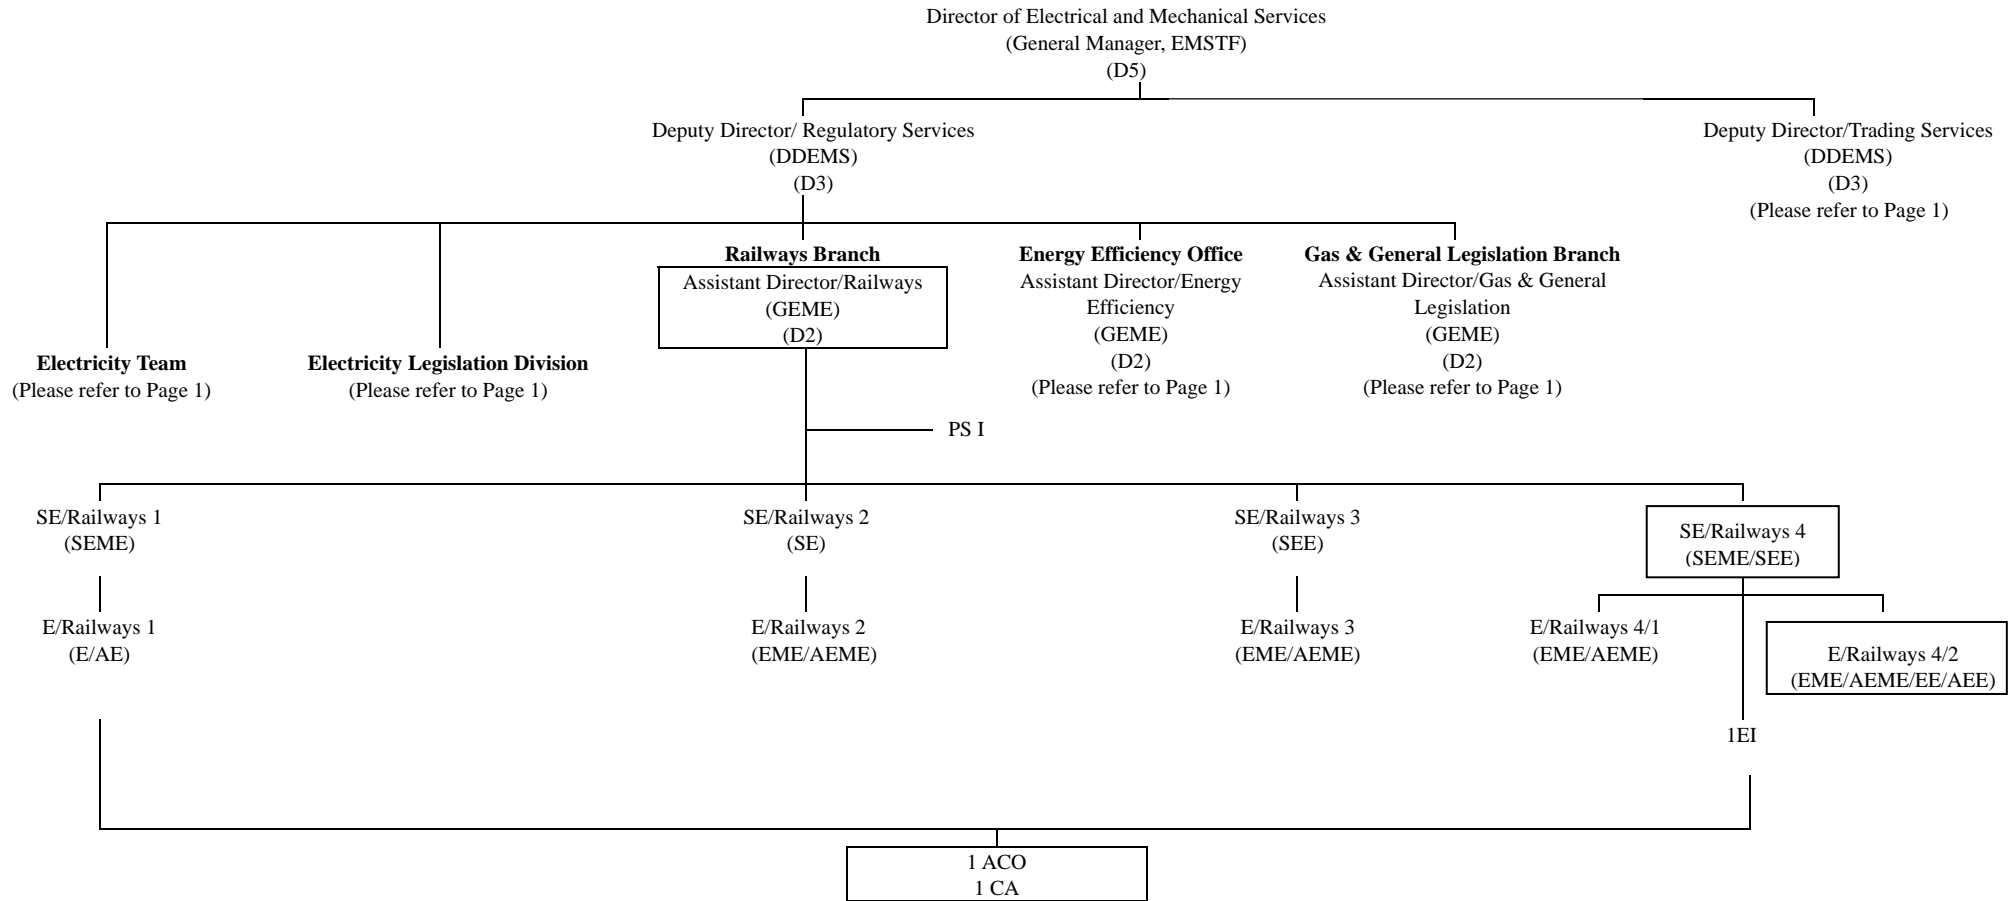 Director of Electrical and Mechanical Services
(General Manager, EMSTF)
(D5)
Deputy Director/ Regulatory Services
(DDEMS)
(D3)
Deputy Director/Trading Services
(DDEMS)
(D3)
(Please refer to Page 1)
Electricity Team
(Please refer to Page 1)
Electricity Legislation Division
(Please refer to Page 1)
Railways Branch
Assistant Director/Railways
(GEME)
(D2)
Energy Efficiency Office
Assistant Director/Energy
Efficiency
(GEME)
(D2)
(Please refer to Page 1)
Gas & General Legislation Branch
Assistant Director/Gas & General
Legislation
(GEME)
(D2)
(Please refer to Page 1)
PS I
SE/Railways 1
(SEME)
SE/Railways 2
(SE)
SE/Railways 3
(SEE)
SE/Railways 4
(SEME/SEE)
E/Railways 1
(E/AE)
E/Railways 2
(EME/AEME)
E/Railways 3
(EME/AEME)
E/Railways 4/1
(EME/AEME)
E/Railways 4/2
(EME/AEME/EE/AEE)
1EI
1 ACO
1 CA